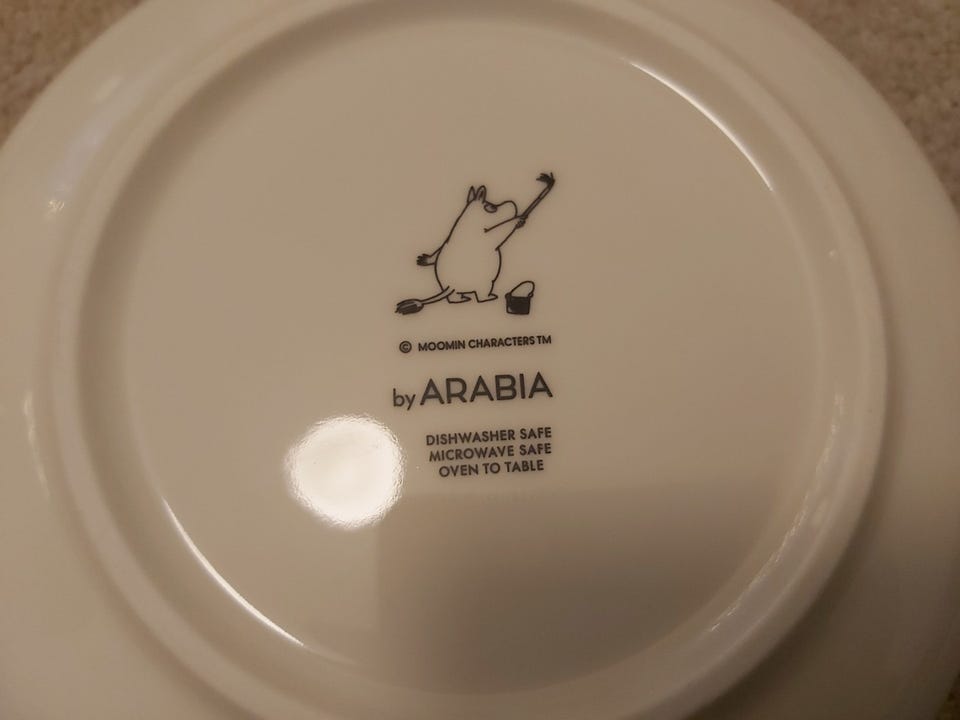 © MOOMIN CHARACTERS TM
by ARABIA
DISHWASHER SAFE
MICROWAVE SAFE
OVEN TO TABLE